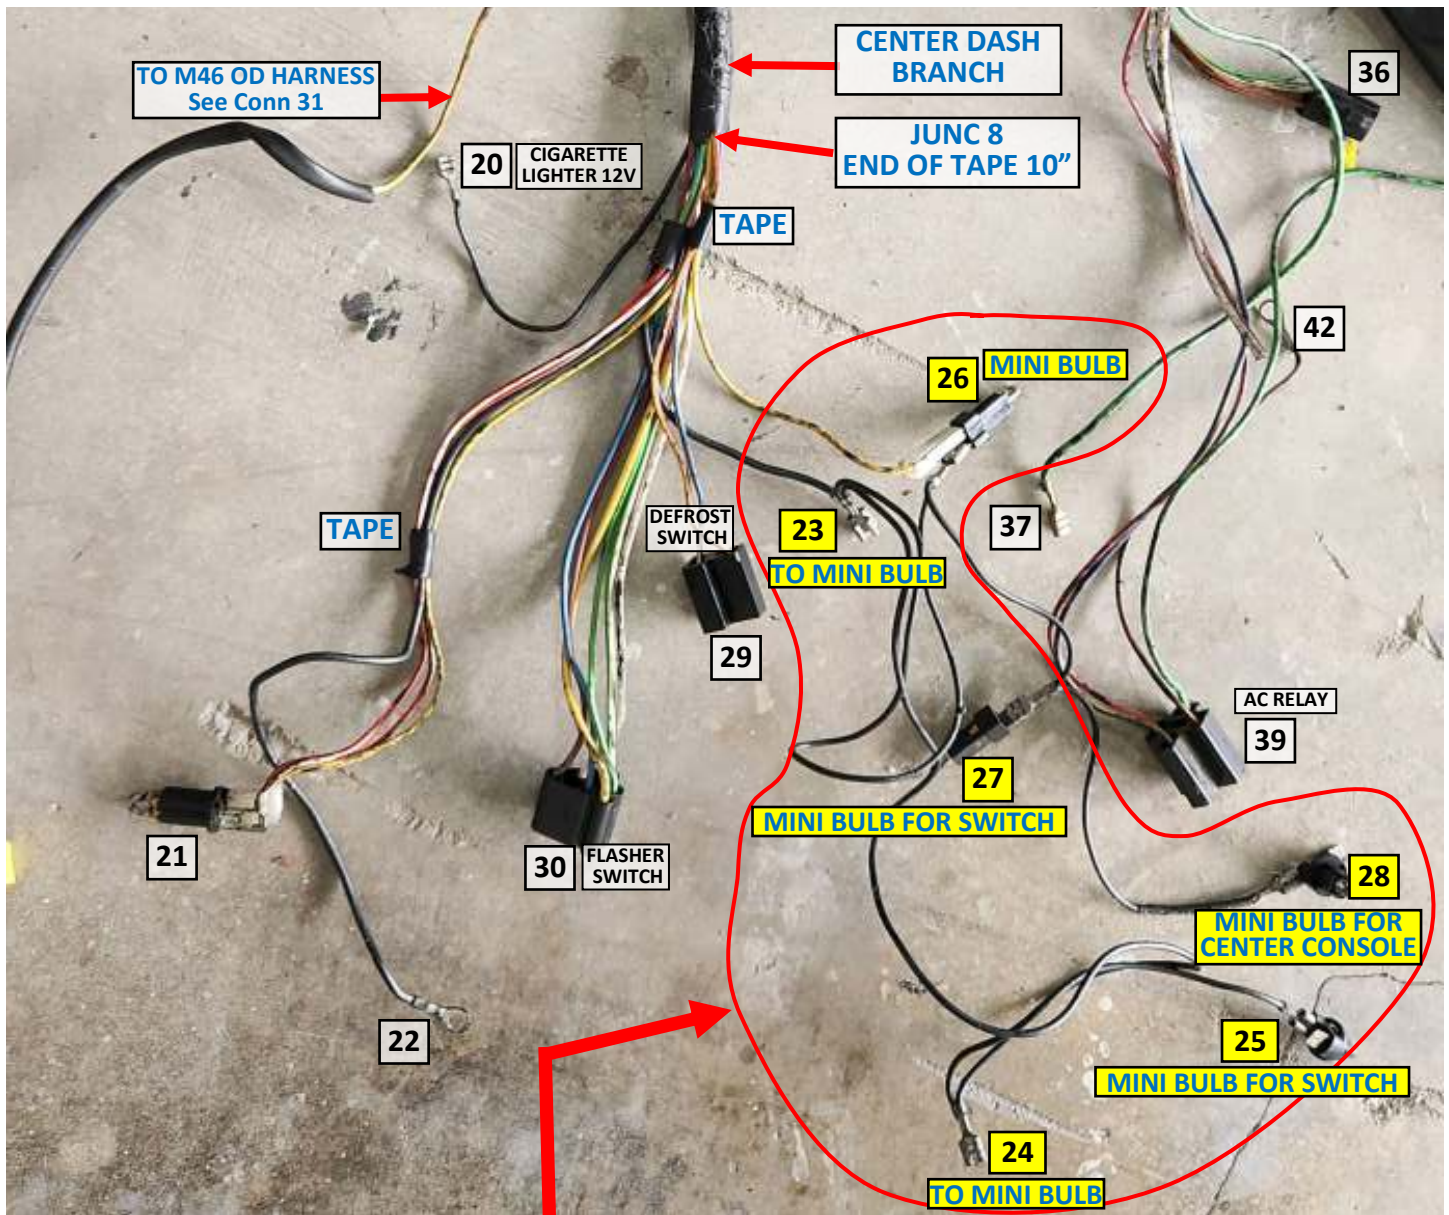 CENTER DASH
BRANCH
TO M46 OD HARNESS
See Conn 31
36
JUNC 8
END OF TAPE 10”
20
CIGARETTE
LIGHTER 12V
TAPE
42
26
MINI BULB
TAPE
DEFROST
SWITCH
23
TO MINI BULB
37
29
AC RELAY
39
27
MINI BULB FOR SWITCH
21
30
FLASHER
SWITCH
28
MINI BULB FOR
CENTER CONSOLE
22
25
MINI BULB FOR SWITCH
24
TO MINI BULB